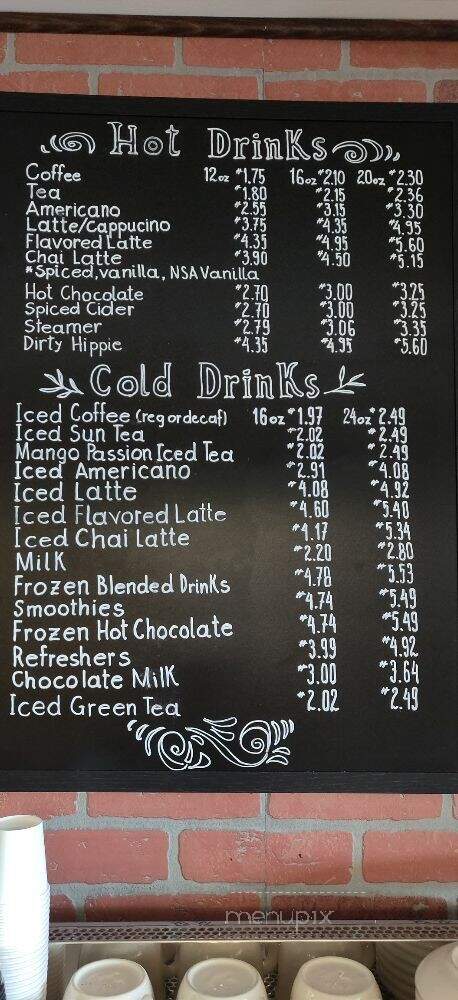 Hot Drinks
Coffee 12oz $1.75 16oz $2.10 20oz $2.30
Tea $1.80 $2.15 $2.36
Americano $2.55 $3.15 $3.30
Latte/Cappucino $3.75 $4.35 $4.95
Flavored Latte $4.35 $4.95 $5.60
Chai Latte $3.90 $4.50 $5.15
*Spiced, vanilla, NSA Vanilla
Hot Chocolate $2.70 $3.00 $3.25
Spiced Cider $2.70 $3.00 $3.25
Steamer $2.79 $3.06 $3.35
Dirty Hippie $4.35 $4.95 $5.60
Cold Drinks
Iced Coffee (reg or decaf) 16oz $1.97 24oz $2.49
Iced Sun Tea $2.02 $2.49
Mango Passion Iced Tea $2.02 $2.49
Iced Americano $2.91 $4.08
Iced Latte $4.08 $4.92
Iced Flavored Latte $4.60 $5.40
Iced Chai Latte $4.17 $5.34
Milk $2.20 $2.80
Frozen Blended Drinks $4.78 $5.53
Smoothies $4.74 $5.49
Frozen Hot Chocolate $4.74 $5.49
Refreshers $3.99 $4.92
Chocolate Milk $3.00 $3.64
Iced Green Tea $2.02 $2.49
menupix